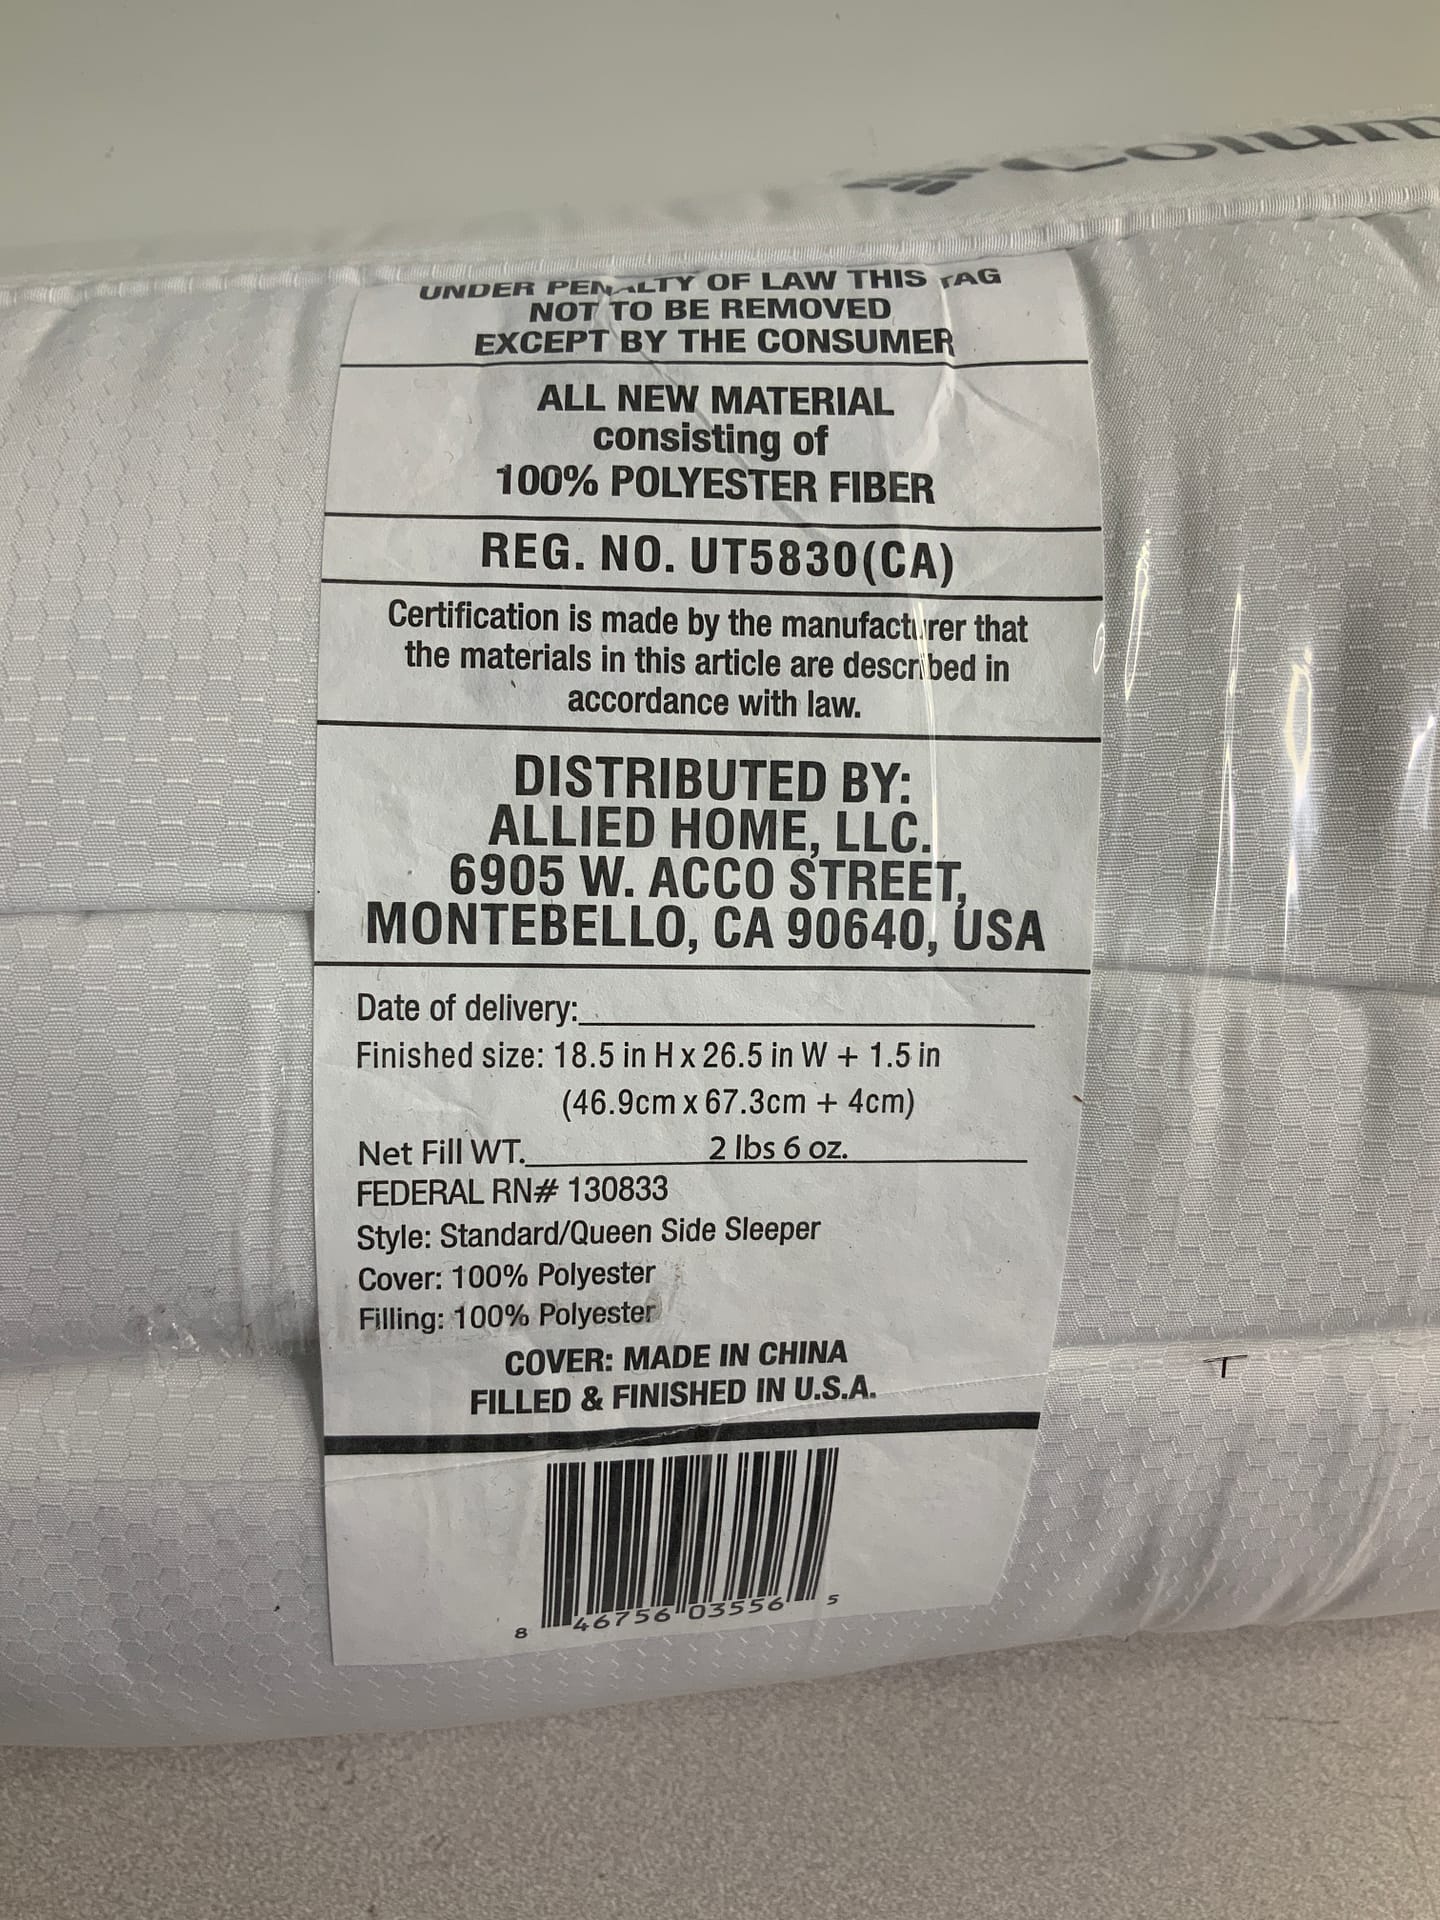 Colum
UNDER PENALTY OF LAW THIS TAG
NOT TO BE REMOVED
EXCEPT BY THE CONSUMER
ALL NEW MATERIAL
consisting of
100% POLYESTER FIBER
REG. NO. UT5830(CA)
Certification is made by the manufacturer that
the materials in this article are described in
accordance with law.
DISTRIBUTED BY:
ALLIED HOME, LLC.
6905 W. ACCO STREET,
MONTEBELLO, CA 90640, USA
Date of delivery:
Finished size: 18.5 in H x 26.5 in W + 1.5 in
(46.9cm x 67.3cm + 4cm)
Net Fill WT. 2 lbs 6 oz.
FEDERAL RN# 130833
Style: Standard/Queen Side Sleeper
Cover: 100% Polyester
Filling: 100% Polyester
COVER: MADE IN CHINA
FILLED & FINISHED IN U.S.A.
8 46756 03556 5
T